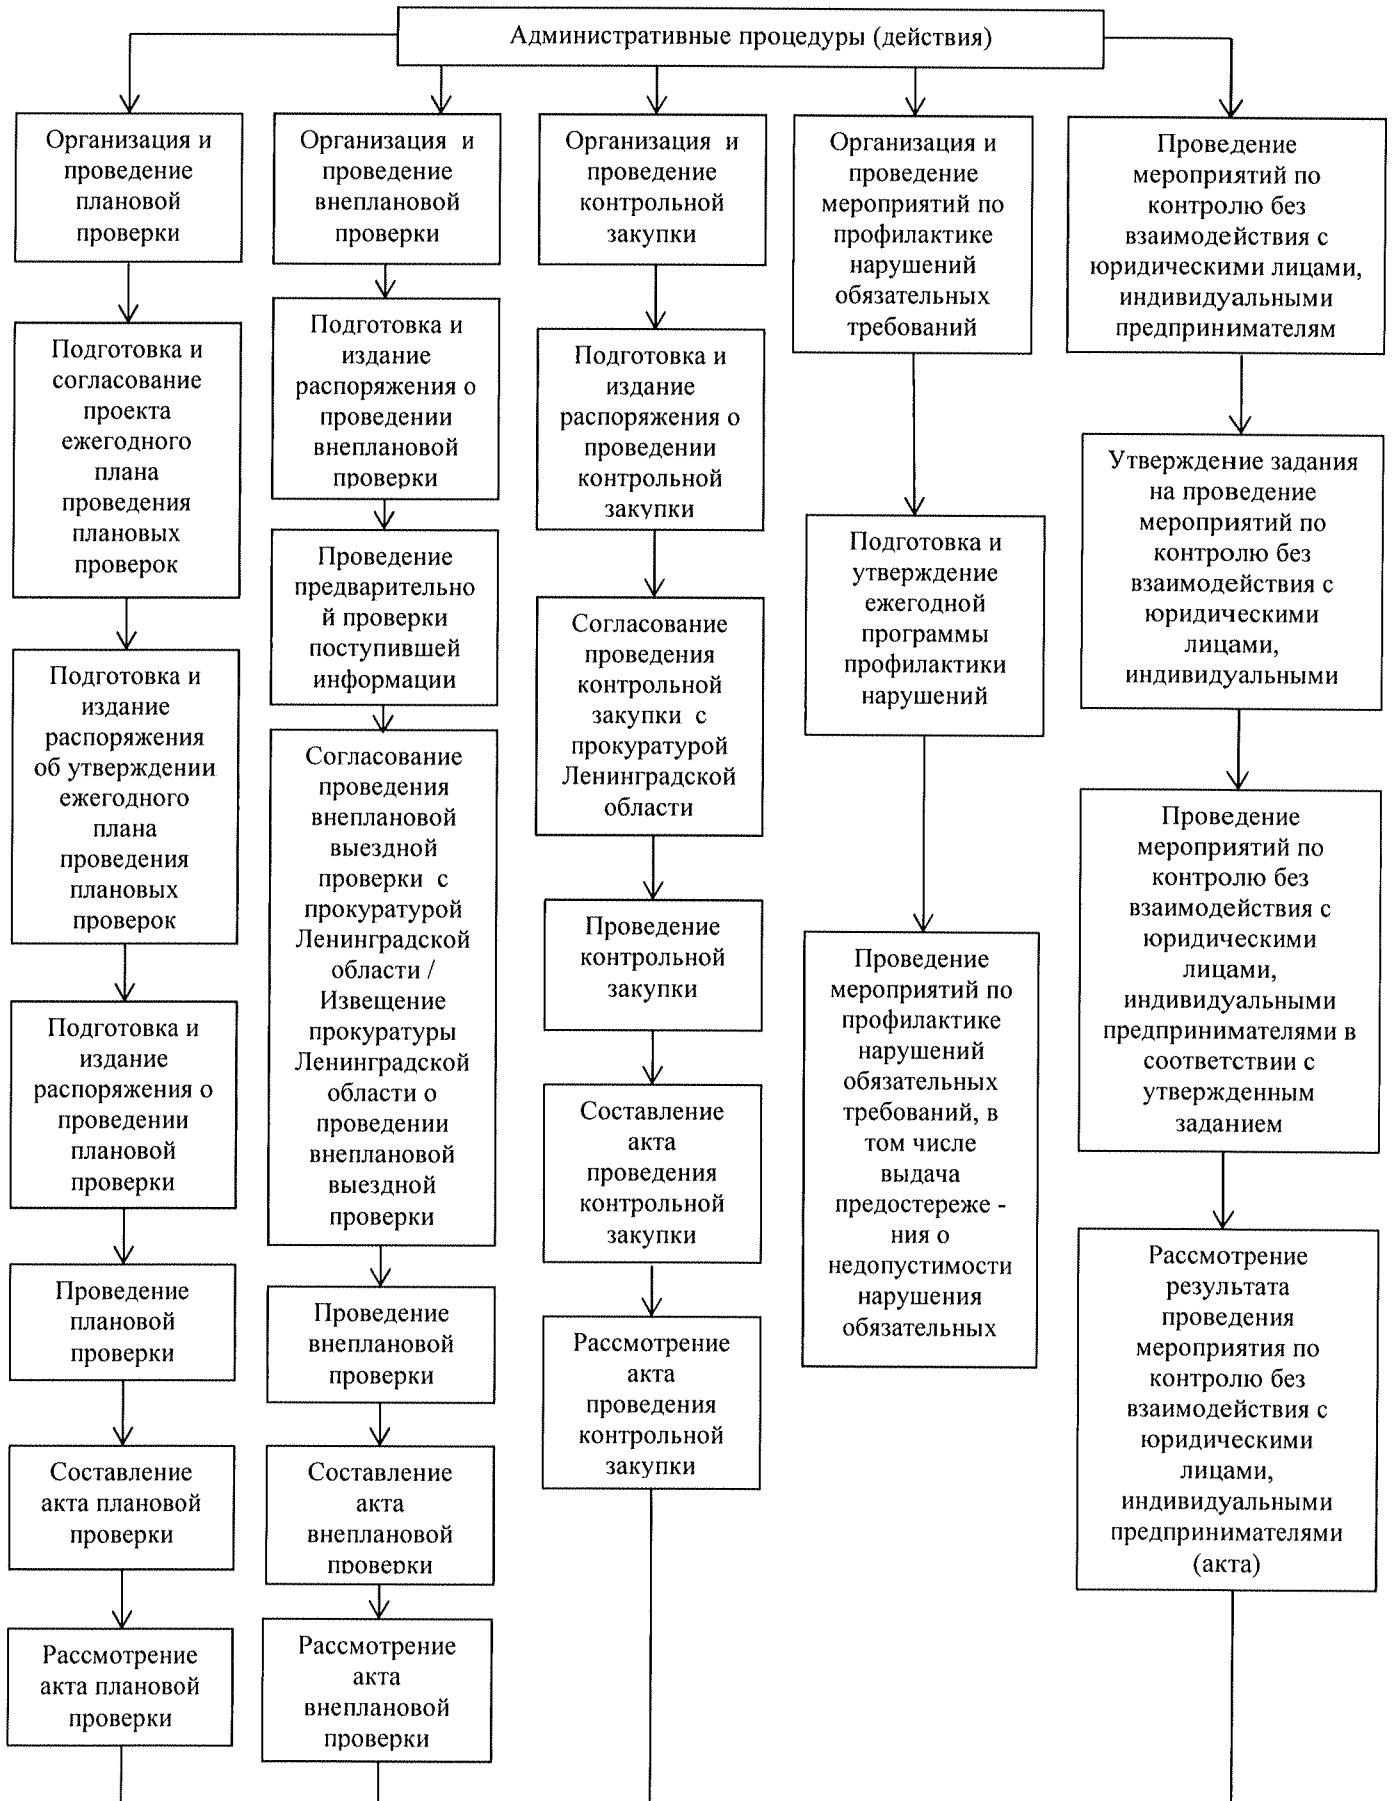 Административные процедуры (действия)
Организация и
проведение
плановой
проверки
Подготовка и
согласование
проекта
ежегодного
плана
проведения
плановых
проверок
Подготовка и
издание
распоряжения
об утверждении
ежегодного
плана
проведения
плановых
проверок
Подготовка и
издание
распоряжения о
проведении
плановой
проверки
Проведение
плановой
проверки
Составление
акта плановой
проверки
Рассмотрение
акта плановой
проверки
Организация и
проведение
внеплановой
проверки
Подготовка и
издание
распоряжения о
проведении
внеплановой
проверки
Проведение
предварительно
й проверки
поступившей
информации
Согласование
проведения
внеплановой
выездной
проверки с
прокуратурой
Ленинградской
области /
Извещение
прокуратуры
Ленинградской
области о
проведении
внеплановой
выездной
проверки
Проведение
внеплановой
проверки
Составление
акта
внеплановой
проверки
Рассмотрение
акта
внеплановой
проверки
Организация и
проведение
контрольной
закупки
Подготовка и
издание
распоряжения о
проведении
контрольной
закупки
Согласование
проведения
контрольной
закупки с
прокуратурой
Ленинградской
области
Проведение
контрольной
закупки
Составление
акта
проведения
контрольной
закупки
Рассмотрение
акта
проведения
контрольной
закупки
Организация и
проведение
мероприятий по
профилактике
нарушений
обязательных
требований
Подготовка и
утверждение
ежегодной
программы
профилактики
нарушений
Проведение
мероприятий по
профилактике
нарушений
обязательных
требований, в
том числе
выдача
предостереже -
ния о
недопустимости
нарушения
обязательных
Проведение
мероприятий по
контролю без
взаимодействия с
юридическими лицами,
индивидуальными
предпринимателям
Утверждение задания
на проведение
мероприятий по
контролю без
взаимодействия с
юридическими
лицами,
индивидуальными
Проведение
мероприятий по
контролю без
взаимодействия с
юридическими
лицами,
индивидуальными
предпринимателями в
соответствии с
утвержденным
заданием
Рассмотрение
результата
проведения
мероприятия по
контролю без
взаимодействия с
юридическими
лицами,
индивидуальными
предпринимателями
(акта)